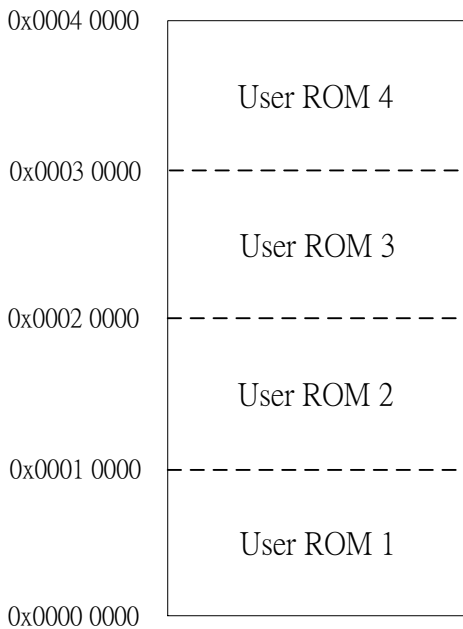 0x0004 0000
User ROM 4
0x0003 0000
User ROM 3
0x0002 0000
User ROM 2
0x0001 0000
User ROM 1
0x0000 0000